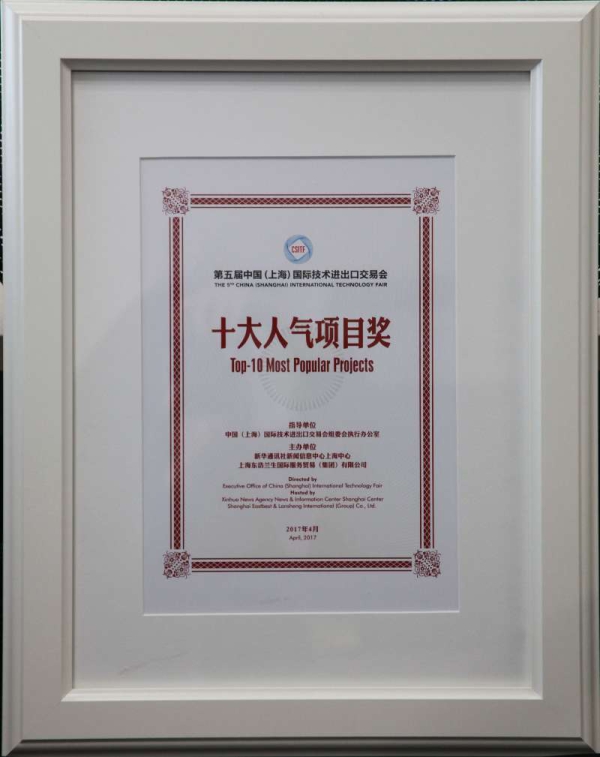 CSITF
第五届中国（上海）国际技术进出口交易会
THE 5TH CHINA (SHANGHAI) INTERNATIONAL TECHNOLOGY FAIR
十大人气项目奖
Top-10 Most Popular Projects
指导单位
中国（上海）国际技术进出口交易会组委会执行办公室
主办单位
新华通讯社新闻信息中心上海中心
上海东浩兰生国际服务贸易（集团）有限公司
Directed by
Executive Office of China (Shanghai) International Technology Fair
Hosted by
Xinhua News Agency News & Information Center Shanghai Center
Shanghai Eastbest & Lansheng International (Group) Co., Ltd.
2017年4月
April, 2017